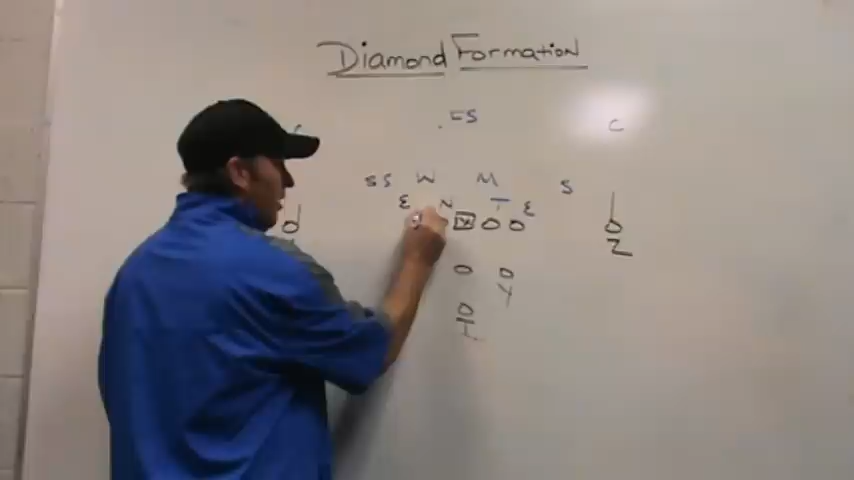 Diamond Formation
FS C
SS W M S
E N T E
O O
O O Z
Y
O